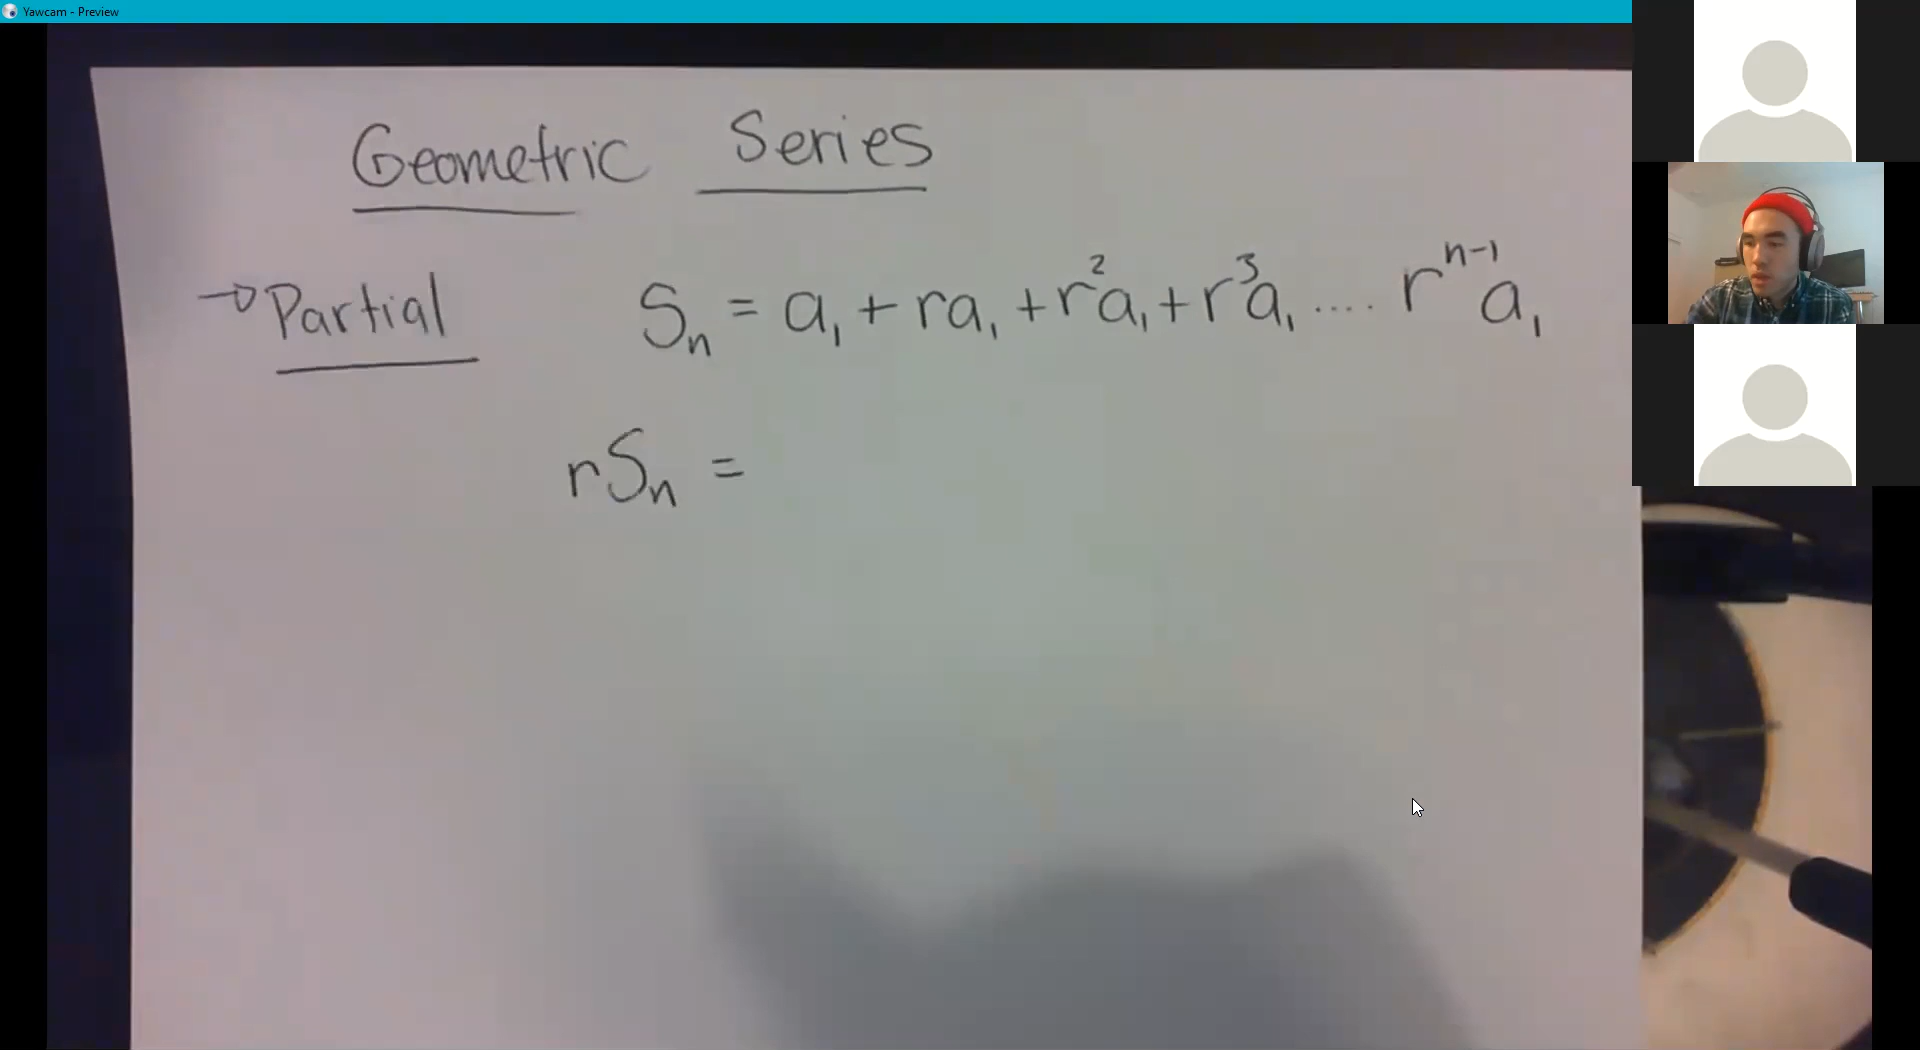 Yawcam - Preview
Geometric Series
→ Partial Sₙ = a₁ + ra₁ + r²a₁ + r³a₁ .... rⁿ⁻¹a₁
rSₙ =